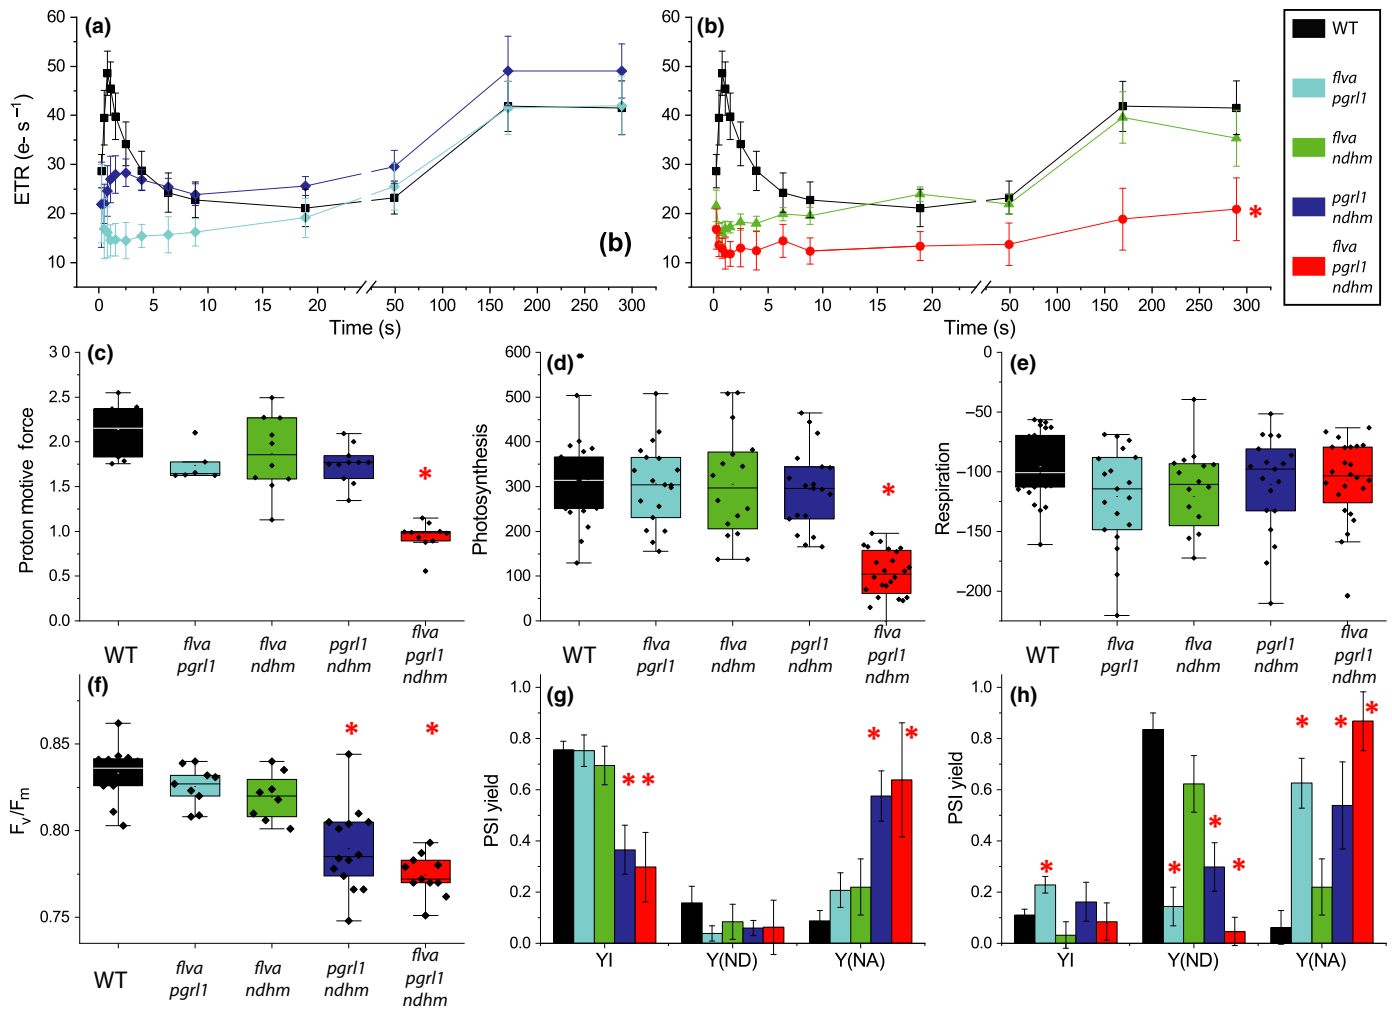 (a)
60
50
40
30
20
10
ETR (e- s⁻¹)
0 5 10 20 50 100 150 200 250 300
Time (s)
(b)
(b)
60
50
40
30
20
10
0 5 10 20 50 100 150 200 250 300
Time (s)
*
WT
flva
pgrl1
flva
ndhm
pgrl1
ndhm
flva
pgrl1
ndhm
(c)
3 0
2.5
2.0
1.5
1.0
0.5
0.0
Proton motive force
*
WT
flva
pgrl1
flva
ndhm
pgrl1
ndhm
flva
pgrl1
ndhm
(d)
600
500
400
300
200
100
0
Photosynthesis
*
WT
flva
pgrl1
flva
ndhm
pgrl1
ndhm
flva
pgrl1
ndhm
(e)
0
−50
−100
−150
−200
Respiration
WT
flva
pgrl1
flva
ndhm
pgrl1
ndhm
flva
pgrl1
ndhm
(f)
0.85
0.80
0.75
Fv/Fm
* *
WT
flva
pgrl1
flva
ndhm
pgrl1
ndhm
flva
pgrl1
ndhm
(g)
1.0
0.8
0.6
0.4
0.2
0.0
PSI yield
* * * *
YI Y(ND) Y(NA)
(h)
1.0
0.8
0.6
0.4
0.2
0.0
PSI yield
* * * * * * *
YI Y(ND) Y(NA)